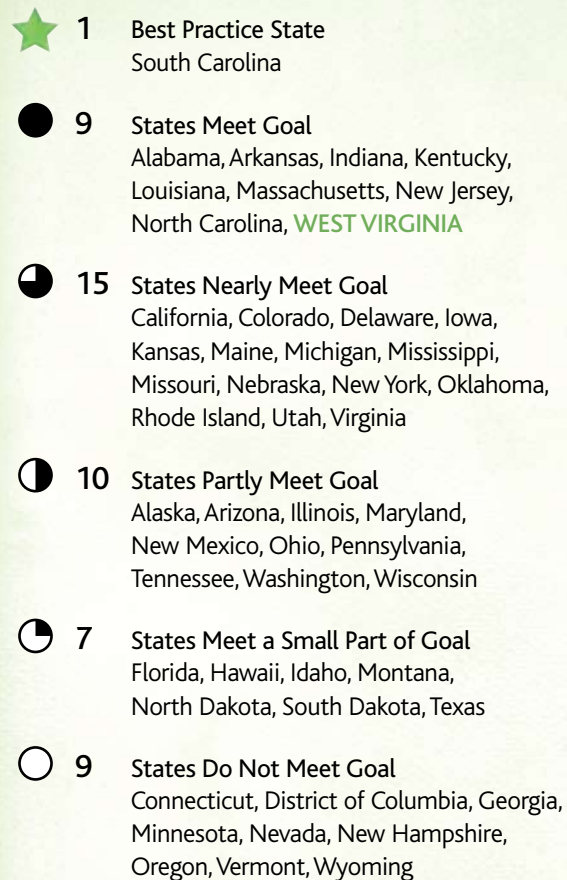 1 Best Practice State
South Carolina
9 States Meet Goal
Alabama, Arkansas, Indiana, Kentucky,
Louisiana, Massachusetts, New Jersey,
North Carolina, WEST VIRGINIA
15 States Nearly Meet Goal
California, Colorado, Delaware, Iowa,
Kansas, Maine, Michigan, Mississippi,
Missouri, Nebraska, New York, Oklahoma,
Rhode Island, Utah, Virginia
10 States Partly Meet Goal
Alaska, Arizona, Illinois, Maryland,
New Mexico, Ohio, Pennsylvania,
Tennessee, Washington, Wisconsin
7 States Meet a Small Part of Goal
Florida, Hawaii, Idaho, Montana,
North Dakota, South Dakota, Texas
9 States Do Not Meet Goal
Connecticut, District of Columbia, Georgia,
Minnesota, Nevada, New Hampshire,
Oregon, Vermont, Wyoming